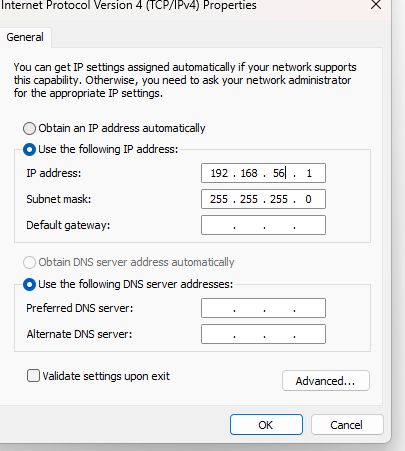 Internet Protocol Version 4 (TCP/IPv4) Properties
General
You can get IP settings assigned automatically if your network supports
this capability. Otherwise, you need to ask your network administrator
for the appropriate IP settings.
Obtain an IP address automatically
Use the following IP address:
IP address: 192 . 168 . 56 . 1
Subnet mask: 255 . 255 . 255 . 0
Default gateway: . . .
Obtain DNS server address automatically
Use the following DNS server addresses:
Preferred DNS server: . . .
Alternate DNS server: . . .
Validate settings upon exit
Advanced...
OK Cancel